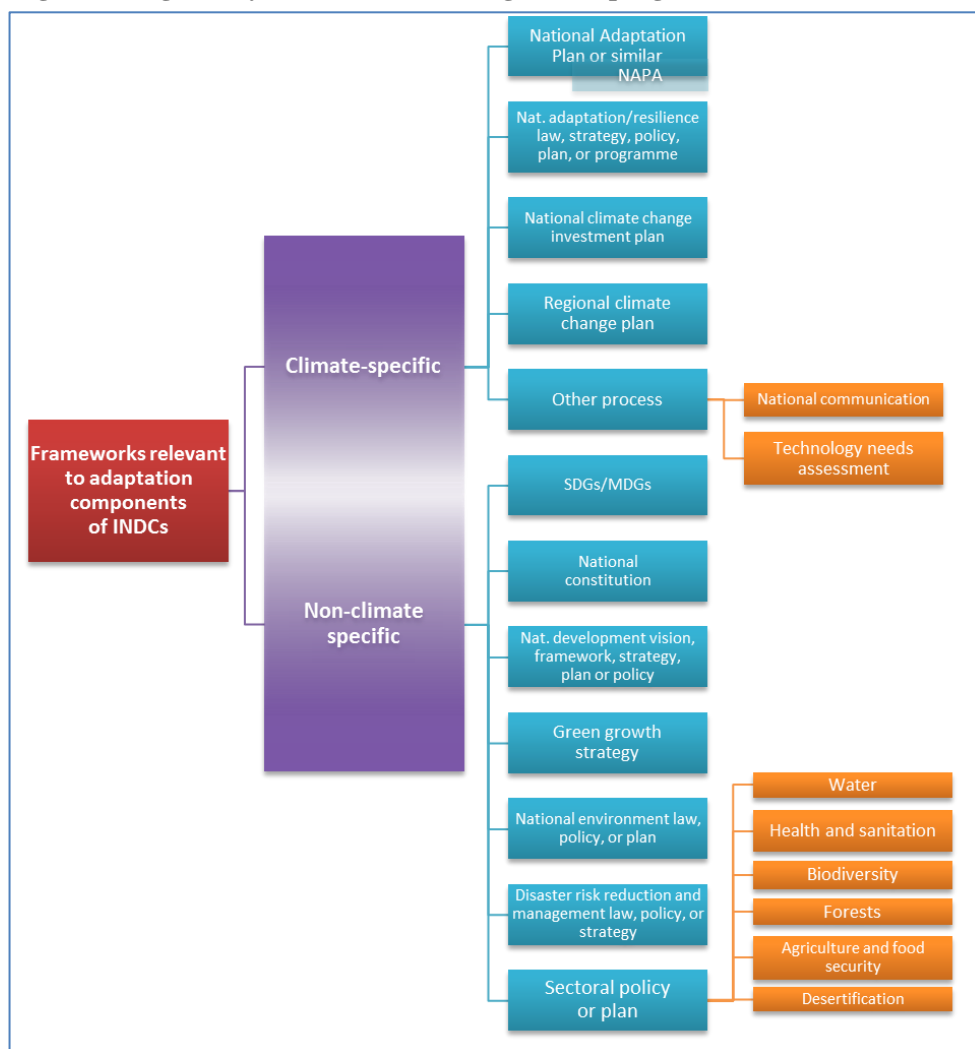 National Adaptation
Plan or similar
NAPA
Nat. adaptation/resilience
law, strategy, policy,
plan, or programme
National climate change
investment plan
Climate-specific
Regional climate
change plan
Other process
National communication
Technology needs
assessment
Frameworks relevant
to adaptation
components
of INDCs
SDGs/MDGs
National
constitution
Non-climate
specific
Nat. development vision,
framework, strategy,
plan or policy
Green growth
strategy
National environment law,
policy, or plan
Disaster risk reduction and
management law, policy, or
strategy
Sectoral policy
or plan
Water
Health and sanitation
Biodiversity
Forests
Agriculture and food
security
Desertification